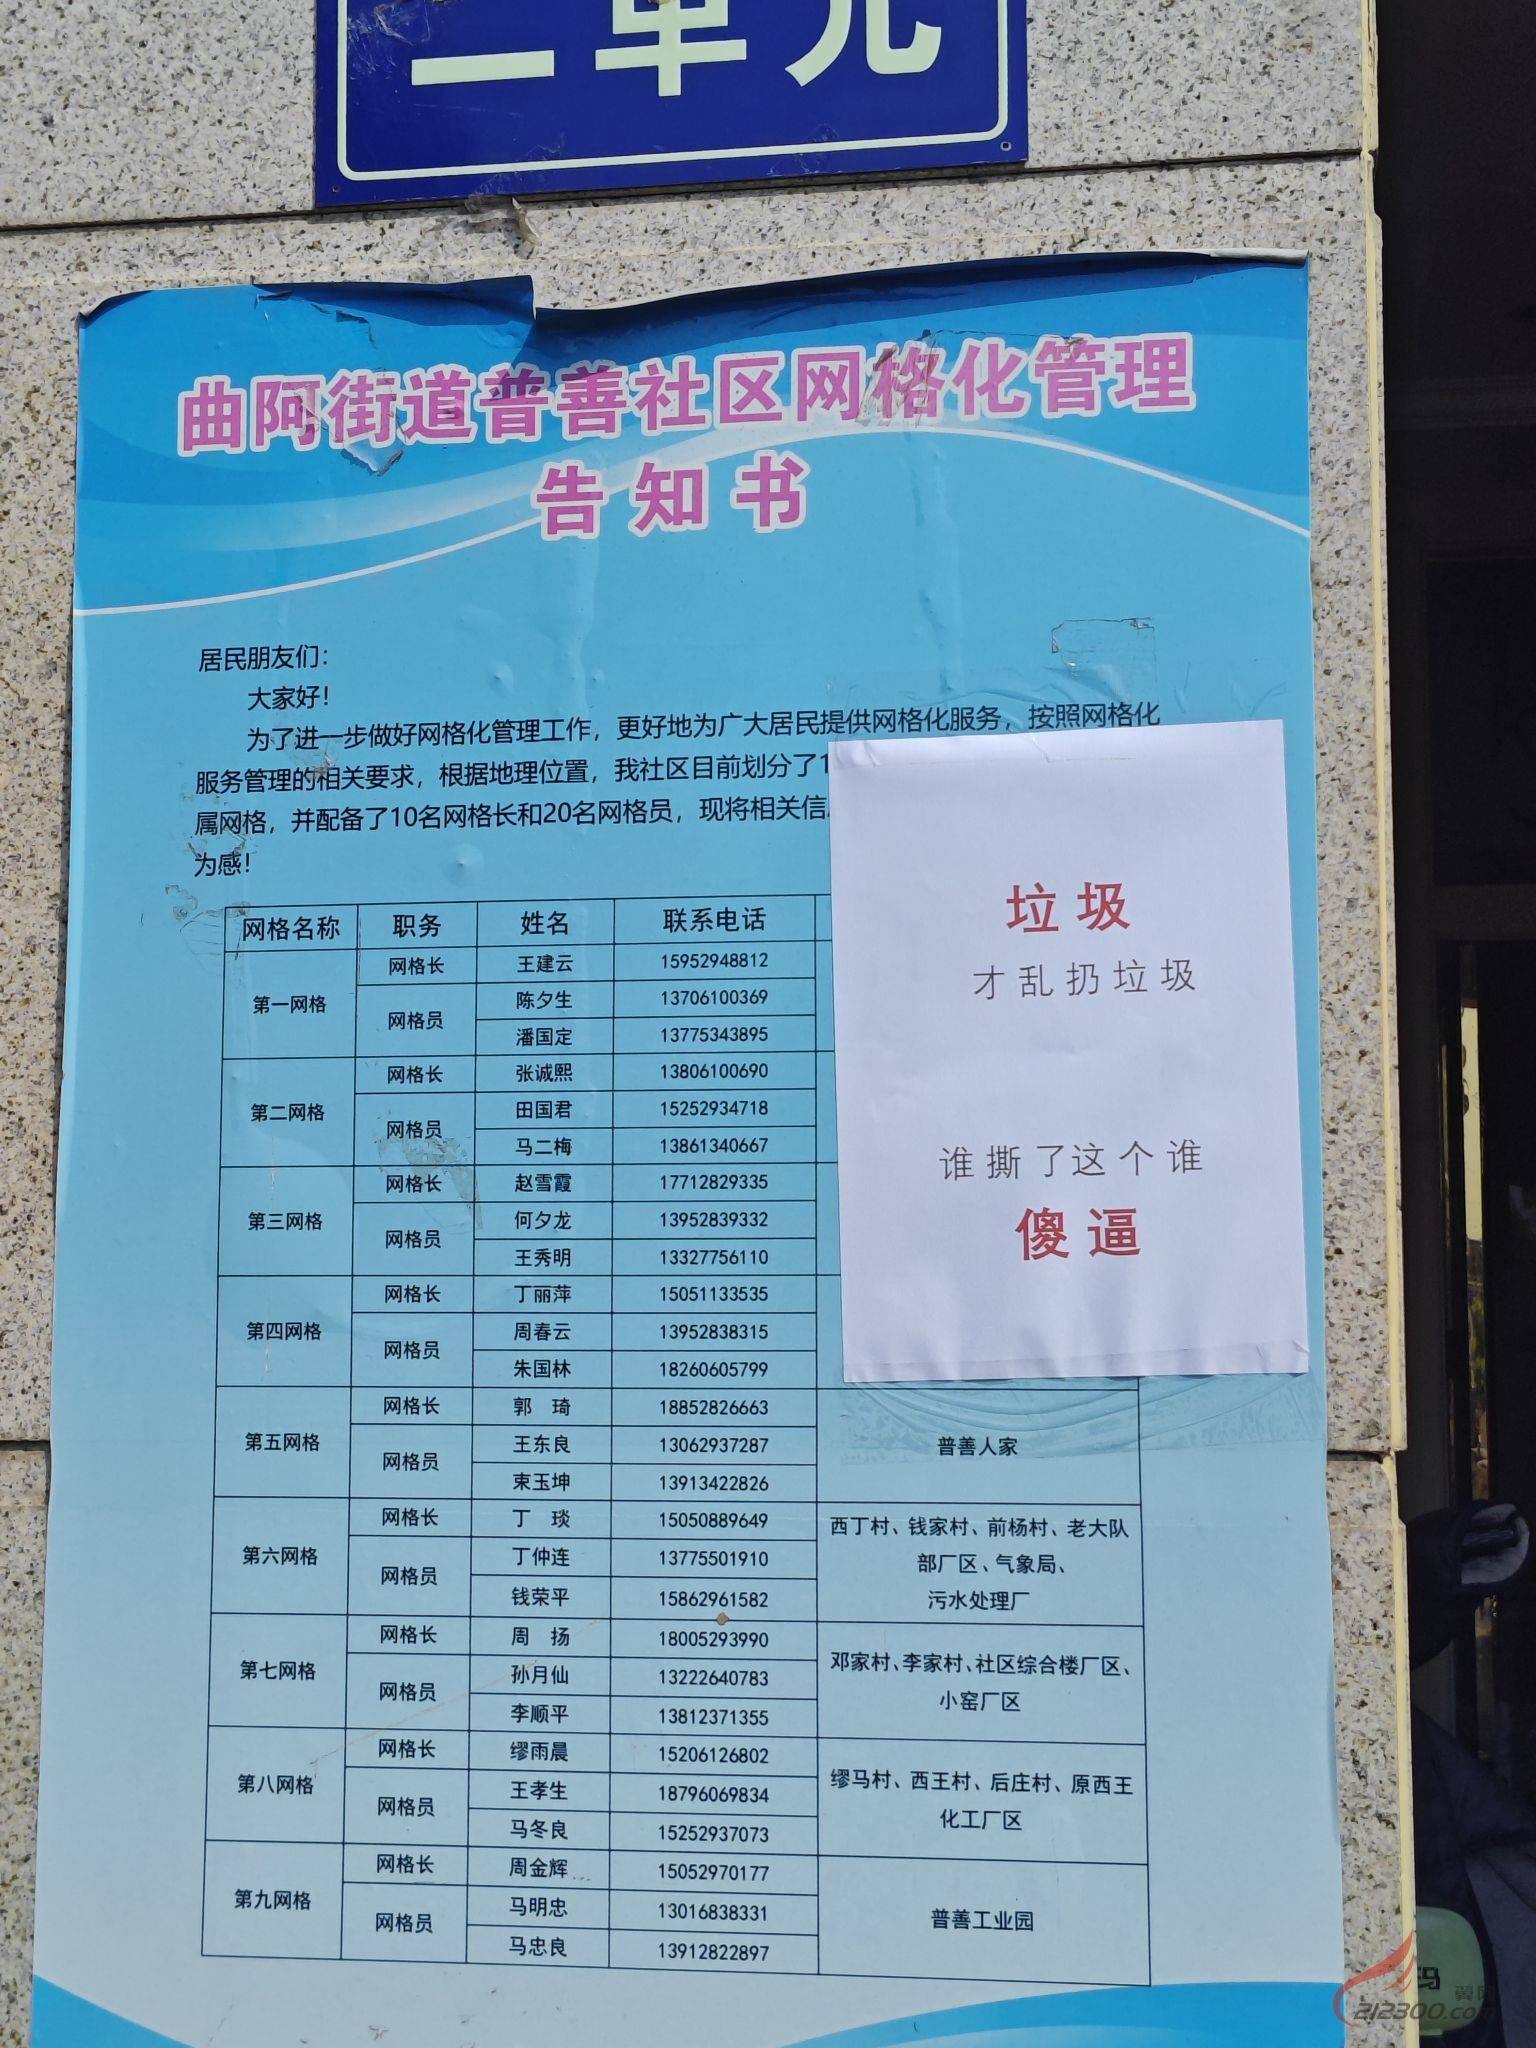 二单元
曲阿街道普善社区网格化管理
告知书
居民朋友们：
大家好！
为了进一步做好网格化管理工作，更好地为广大居民提供网格化服务，按照网格化
服务管理的相关要求，根据地理位置，我社区目前划分了1
属网格，并配备了10名网格长和20名网格员，现将相关信
为感！
网格名称 职务 姓名 联系电话
第一网格 网格长 王建云 15952948812
网格员 陈夕生 13706100369
潘国定 13775343895
第二网格 网格长 张诚熙 13806100690
网格员 田国君 15252934718
马二梅 13861340667
第三网格 网格长 赵雪霞 17712829335
网格员 何夕龙 13952839332
王秀明 13327756110
第四网格 网格长 丁丽萍 15051133535
网格员 周春云 13952838315
朱国林 18260605799
第五网格 网格长 郭 琦 18852826663
网格员 王东良 13062937287
束玉坤 13913422826
普善人家
第六网格 网格长 丁 琰 15050889649
网格员 丁仲连 13775501910
钱荣平 15862961582
西丁村、钱家村、前杨村、老大队
部厂区、气象局、
污水处理厂
第七网格 网格长 周 扬 18005293990
网格员 孙月仙 13222640783
李顺平 13812371355
邓家村、李家村、社区综合楼厂区、
小窑厂区
第八网格 网格长 缪雨晨 15206126802
网格员 王孝生 18796069834
马冬良 15252937073
缪马村、西王村、后庄村、原西王
化工厂区
第九网格 网格长 周金辉 15052970177
网格员 马明忠 13016838331
马忠良 13912822897
普善工业园
垃圾
才乱扔垃圾
谁撕了这个谁
傻逼
翼网
212300.com